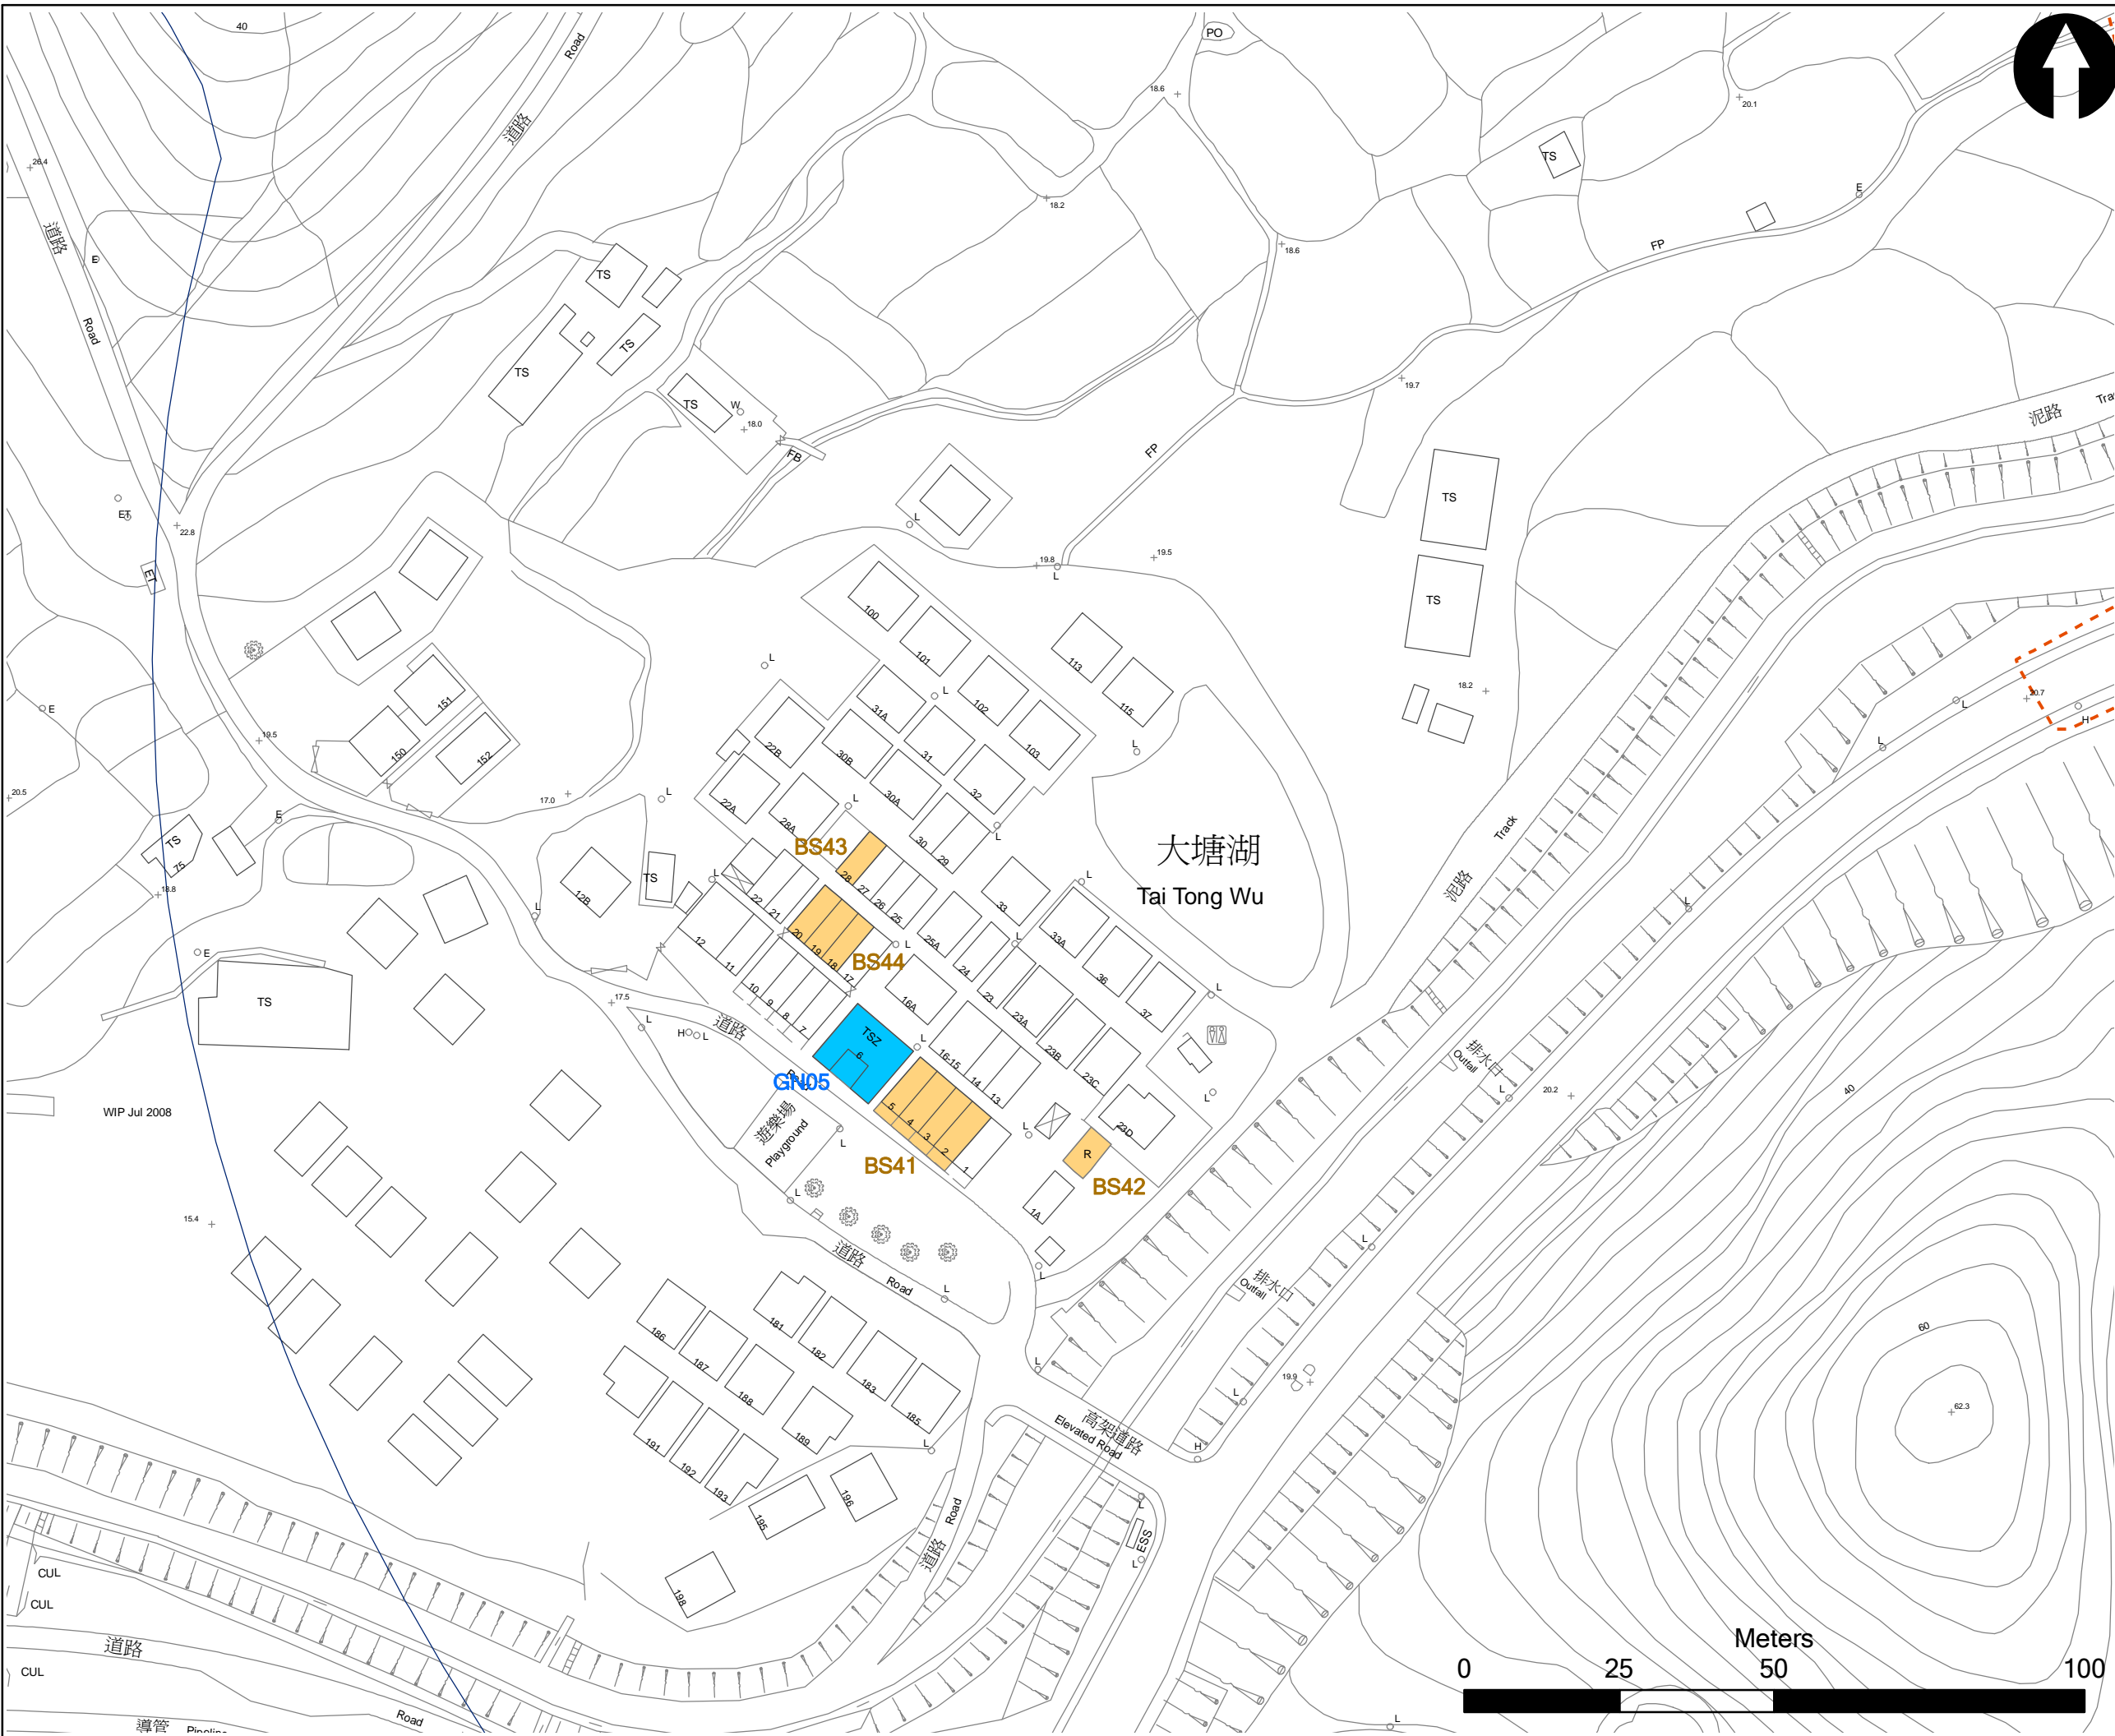 40
Road
道路
PO
18.6
20.1
26.4
TS
18.2
E
道路
E
FP
18.6
TS
Road
TS
TS
19.7
泥路
TS
W
18.0
FB
FP
TS
L
ET
22.8
19.8
L
19.5
ET
TS
100
101
113
L
102
115
18.2
20.7
L
H
151
31A
L
E
150
152
22B
30B
31
103
L
L
19.5
20.5
17.0
L
22A
28A
30A
32
L
E
BS43
30
29
L
大塘湖
Tai Tong Wu
Track
泥路
TS
75
18.8
TS
12B
L
22
21
28
27
26
25
33
L
L
L
12
11
20
19
18
17
BS44
L
25A
24
L
33A
36
37
L
E
TS
10
9
8
7
16A
23
23A
23B
23C
17.5
L
H
L
道路
TSZ
6
GN05
L
16-15
14
13
排水口
Outfall
L
20.2
40
WIP Jul 2008
遊樂場
Playground
L
5
4
3
2
1
BS41
L
23D
L
R
BS42
1A
L
15.4
L
道路
Road
L
排水口
Outfall
L
60
62.3
186
187
188
181
182
183
185
189
191
192
193
195
196
198
L
L
19.9
L
高架道路
Elevated Road
H
L
ESS
L
道路
Road
CUL
CUL
CUL
道路
Road
導管
L
Meters
0
25
50
100